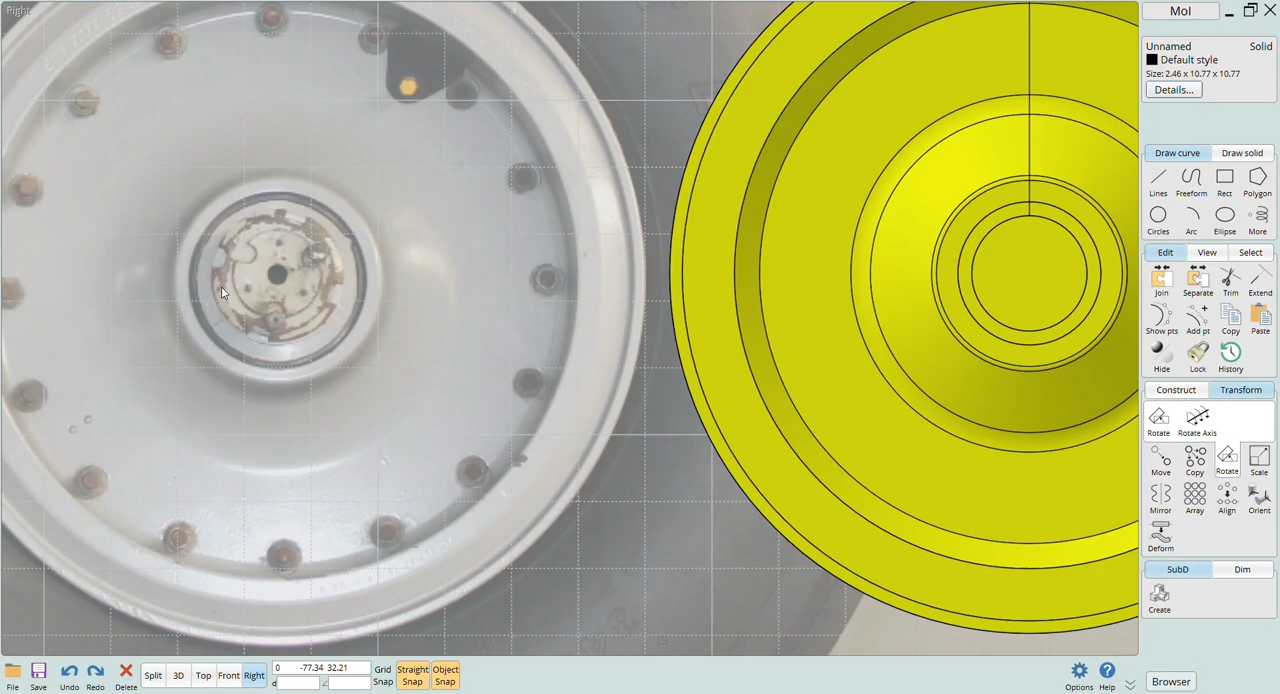 Right
MoI
Unnamed Solid
Default style
Size: 2.46 x 10.77 x 10.77
Details...
Draw curve Draw solid
Lines Freeform Rect Polygon
Circles Arc Ellipse More
Edit View Select
Join Separate Trim Extend
Show pts Add pt Copy Paste
Hide Lock History
Construct Transform
Rotate Rotate Axis
Move Copy Rotate Scale
Mirror Array Align Orient
Deform
SubD Dim
Create
File Save Undo Redo Delete Split 3D Top Front Right 0 -77.34 32.21 d Grid Snap Straight Snap Object Snap Options Help Browser